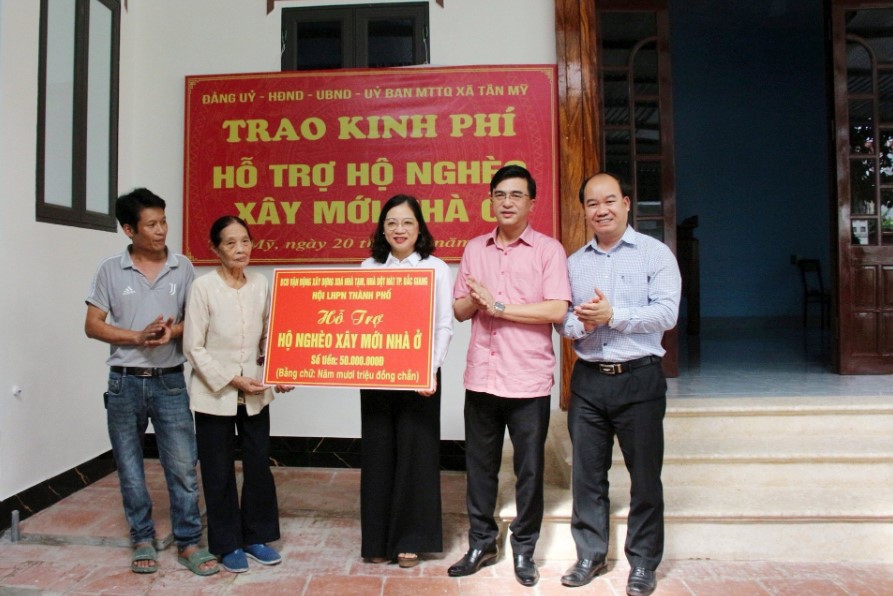 ĐẢNG UỶ - HĐND - UBND - UỶ BAN MTTQ XÃ TÂN MỸ
TRAO KINH PHÍ
HỖ TRỢ HỘ NGHÈO
XÂY MỚI NHÀ Ở
Mỹ, ngày 20
BCĐ VẬN ĐỘNG XÂY DỰNG XOÁ NHÀ TẠM, NHÀ DỘT NÁT TP. BẮC GIANG
HỘI LHPN THÀNH PHỐ
Hỗ Trợ
HỘ NGHÈO XÂY MỚI NHÀ Ở
Số tiền: 50.000.000Đ
(Bằng chữ: Năm mươi triệu đồng chẵn)